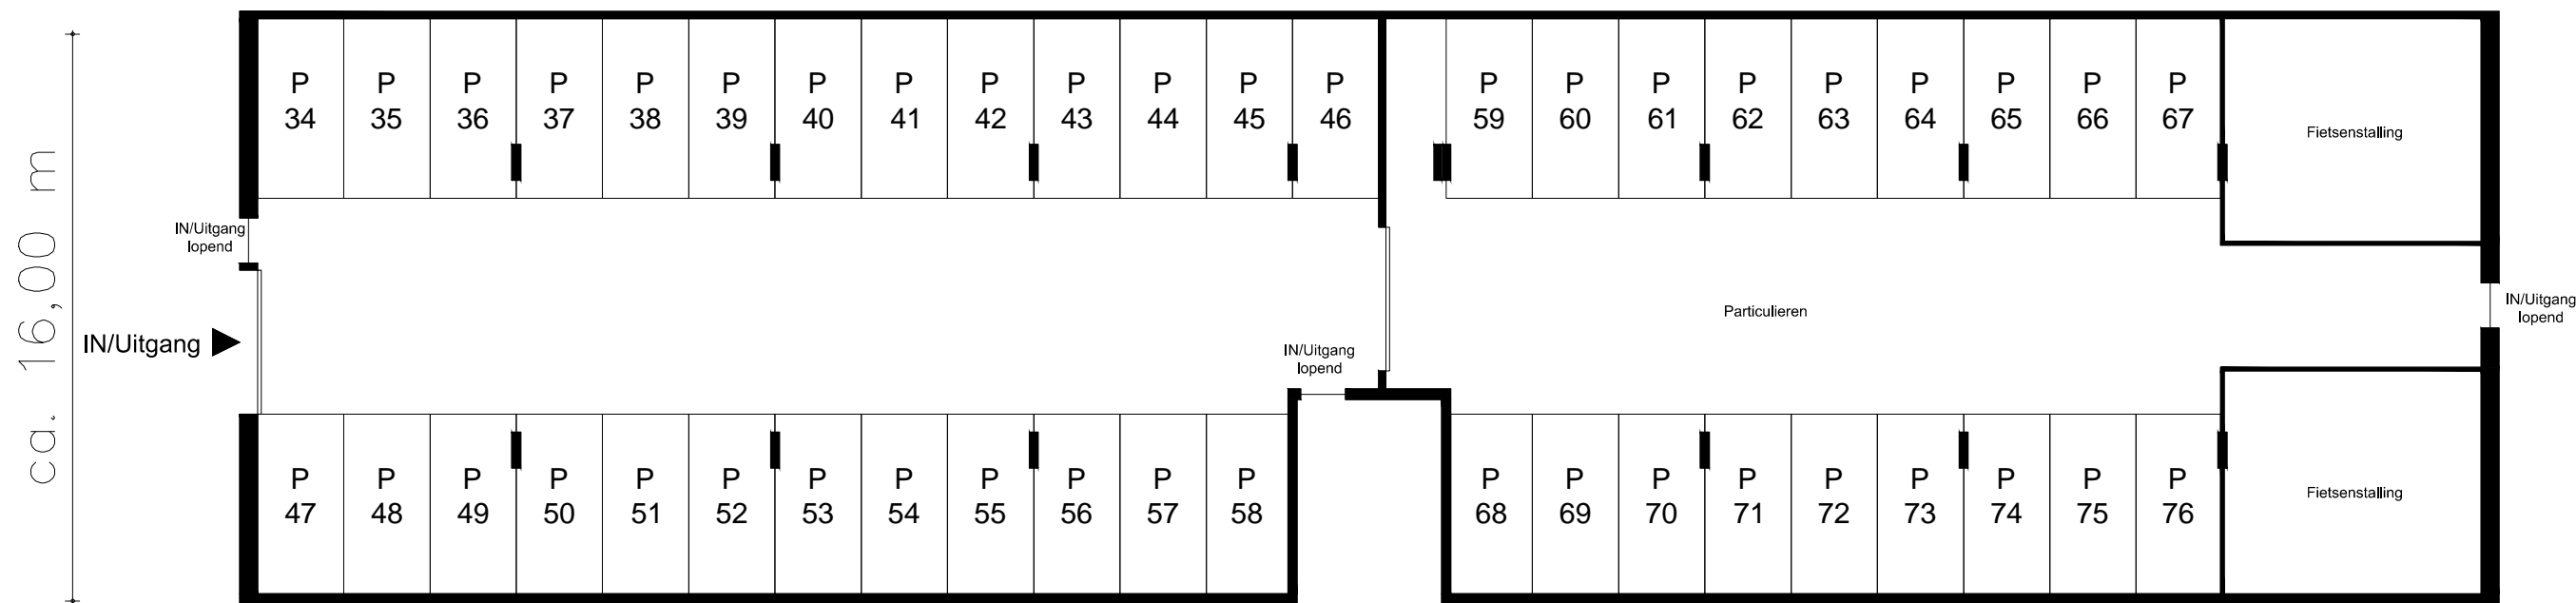 P P P P P P P P P P P P P P P P P P P P P P
34 35 36 37 38 39 40 41 42 43 44 45 46 59 60 61 62 63 64 65 66 67
Fietsenstalling
ca. 16,00 m
IN/Uitgang
lopend
IN/Uitgang
Particulieren
IN/Uitgang
lopend
IN/Uitgang
lopend
P P P P P P P P P P P P P P P P P P P P P
47 48 49 50 51 52 53 54 55 56 57 58 68 69 70 71 72 73 74 75 76
Fietsenstalling